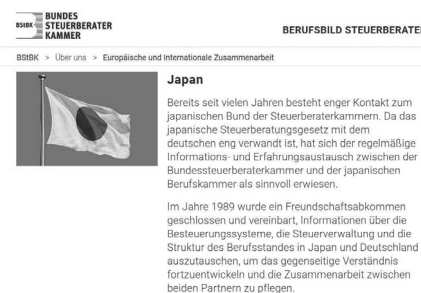 BUNDES
STEUERBERATER
KAMMER
BStBK
BERUFSBILD STEUERBERATE
BStBK > Über uns > Europäische und Internationale Zusammenarbeit
Japan
Bereits seit vielen Jahren besteht enger Kontakt zum
japanischen Bund der Steuerberaterkammern. Da das
japanische Steuerberatungsgesetz mit dem
deutschen eng verwandt ist, hat sich der regelmäßige
Informations- und Erfahrungsaustausch zwischen der
Bundessteuerberaterkammer und der japanischen
Berufskammer als sinnvoll erwiesen.
Im Jahre 1989 wurde ein Freundschaftsabkommen
geschlossen und vereinbart, Informationen über die
Besteuerungssysteme, die Steuerverwaltung und die
Struktur des Berufsstandes in Japan und Deutschland
auszutauschen, um das gegenseitige Verständnis
fortzuentwickeln und die Zusammenarbeit zwischen
beiden Partnern zu pflegen.